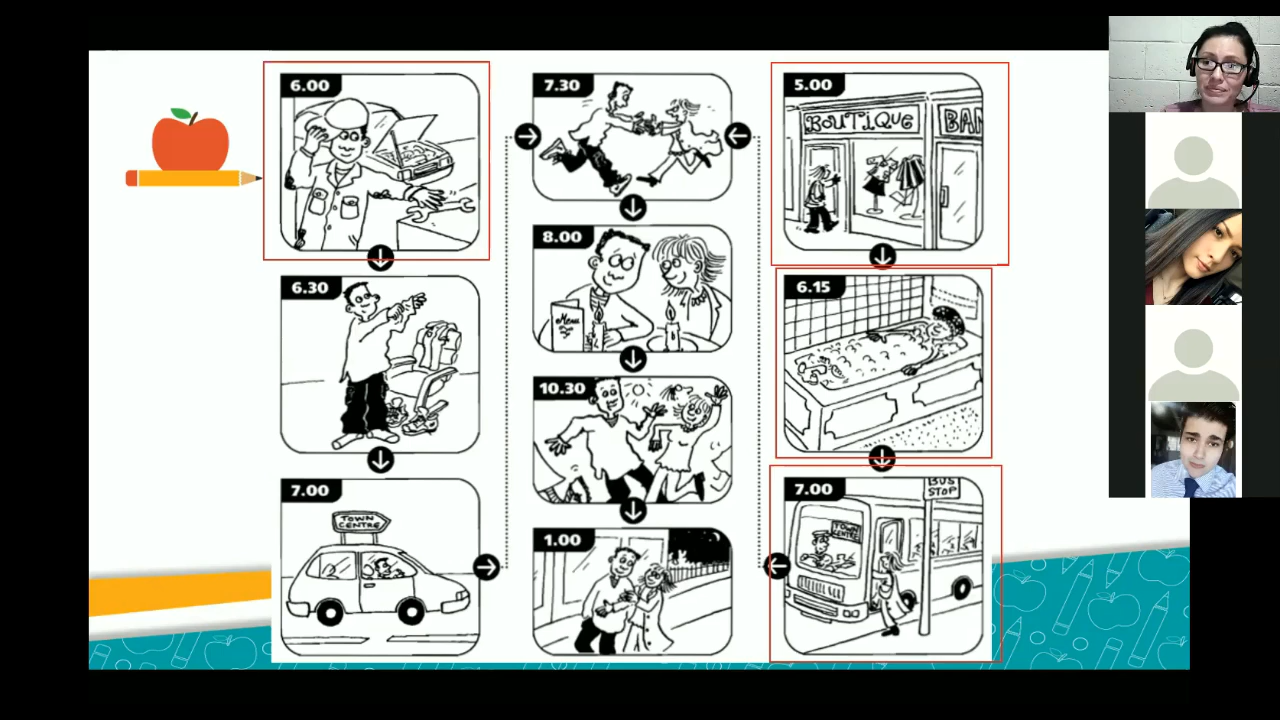 6.00
6.30
7.00
TOWN
CENTRE
7.30
8.00
Menu
10.30
1.00
5.00
BOUTIQUE
BAN
6.15
7.00
BUS
STOP
TOWN
CENTRE